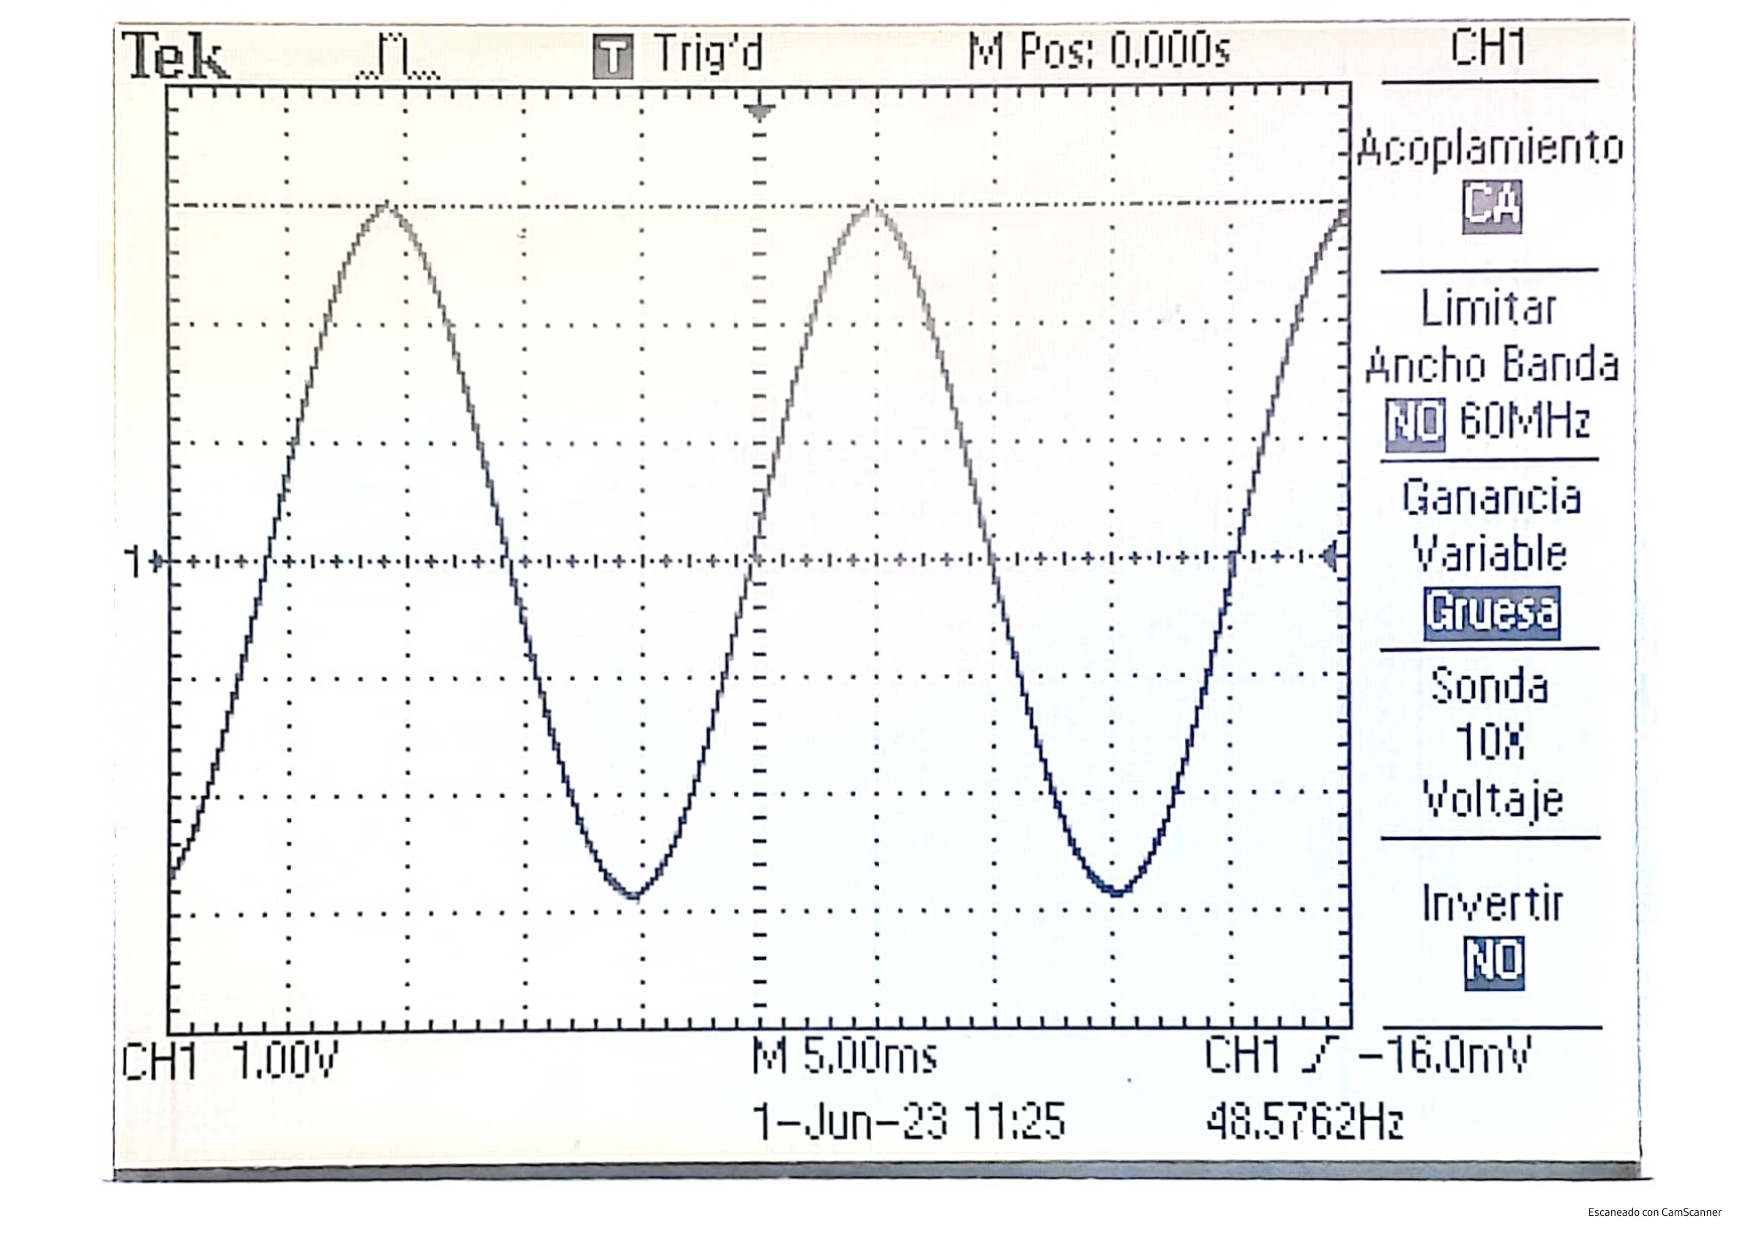 Tek T Trig'd M Pos: 0.000s CH1
Acoplamiento
CA
Limitar
Ancho Banda
NO 60MHz
Ganancia
Variable
Gruesa
Sonda
10X
Voltaje
Invertir
NO
1
CH1 1.00V M 5.00ms CH1 -16.0mV
1-Jun-23 11:25 48.5762Hz
Escaneado con CamScanner